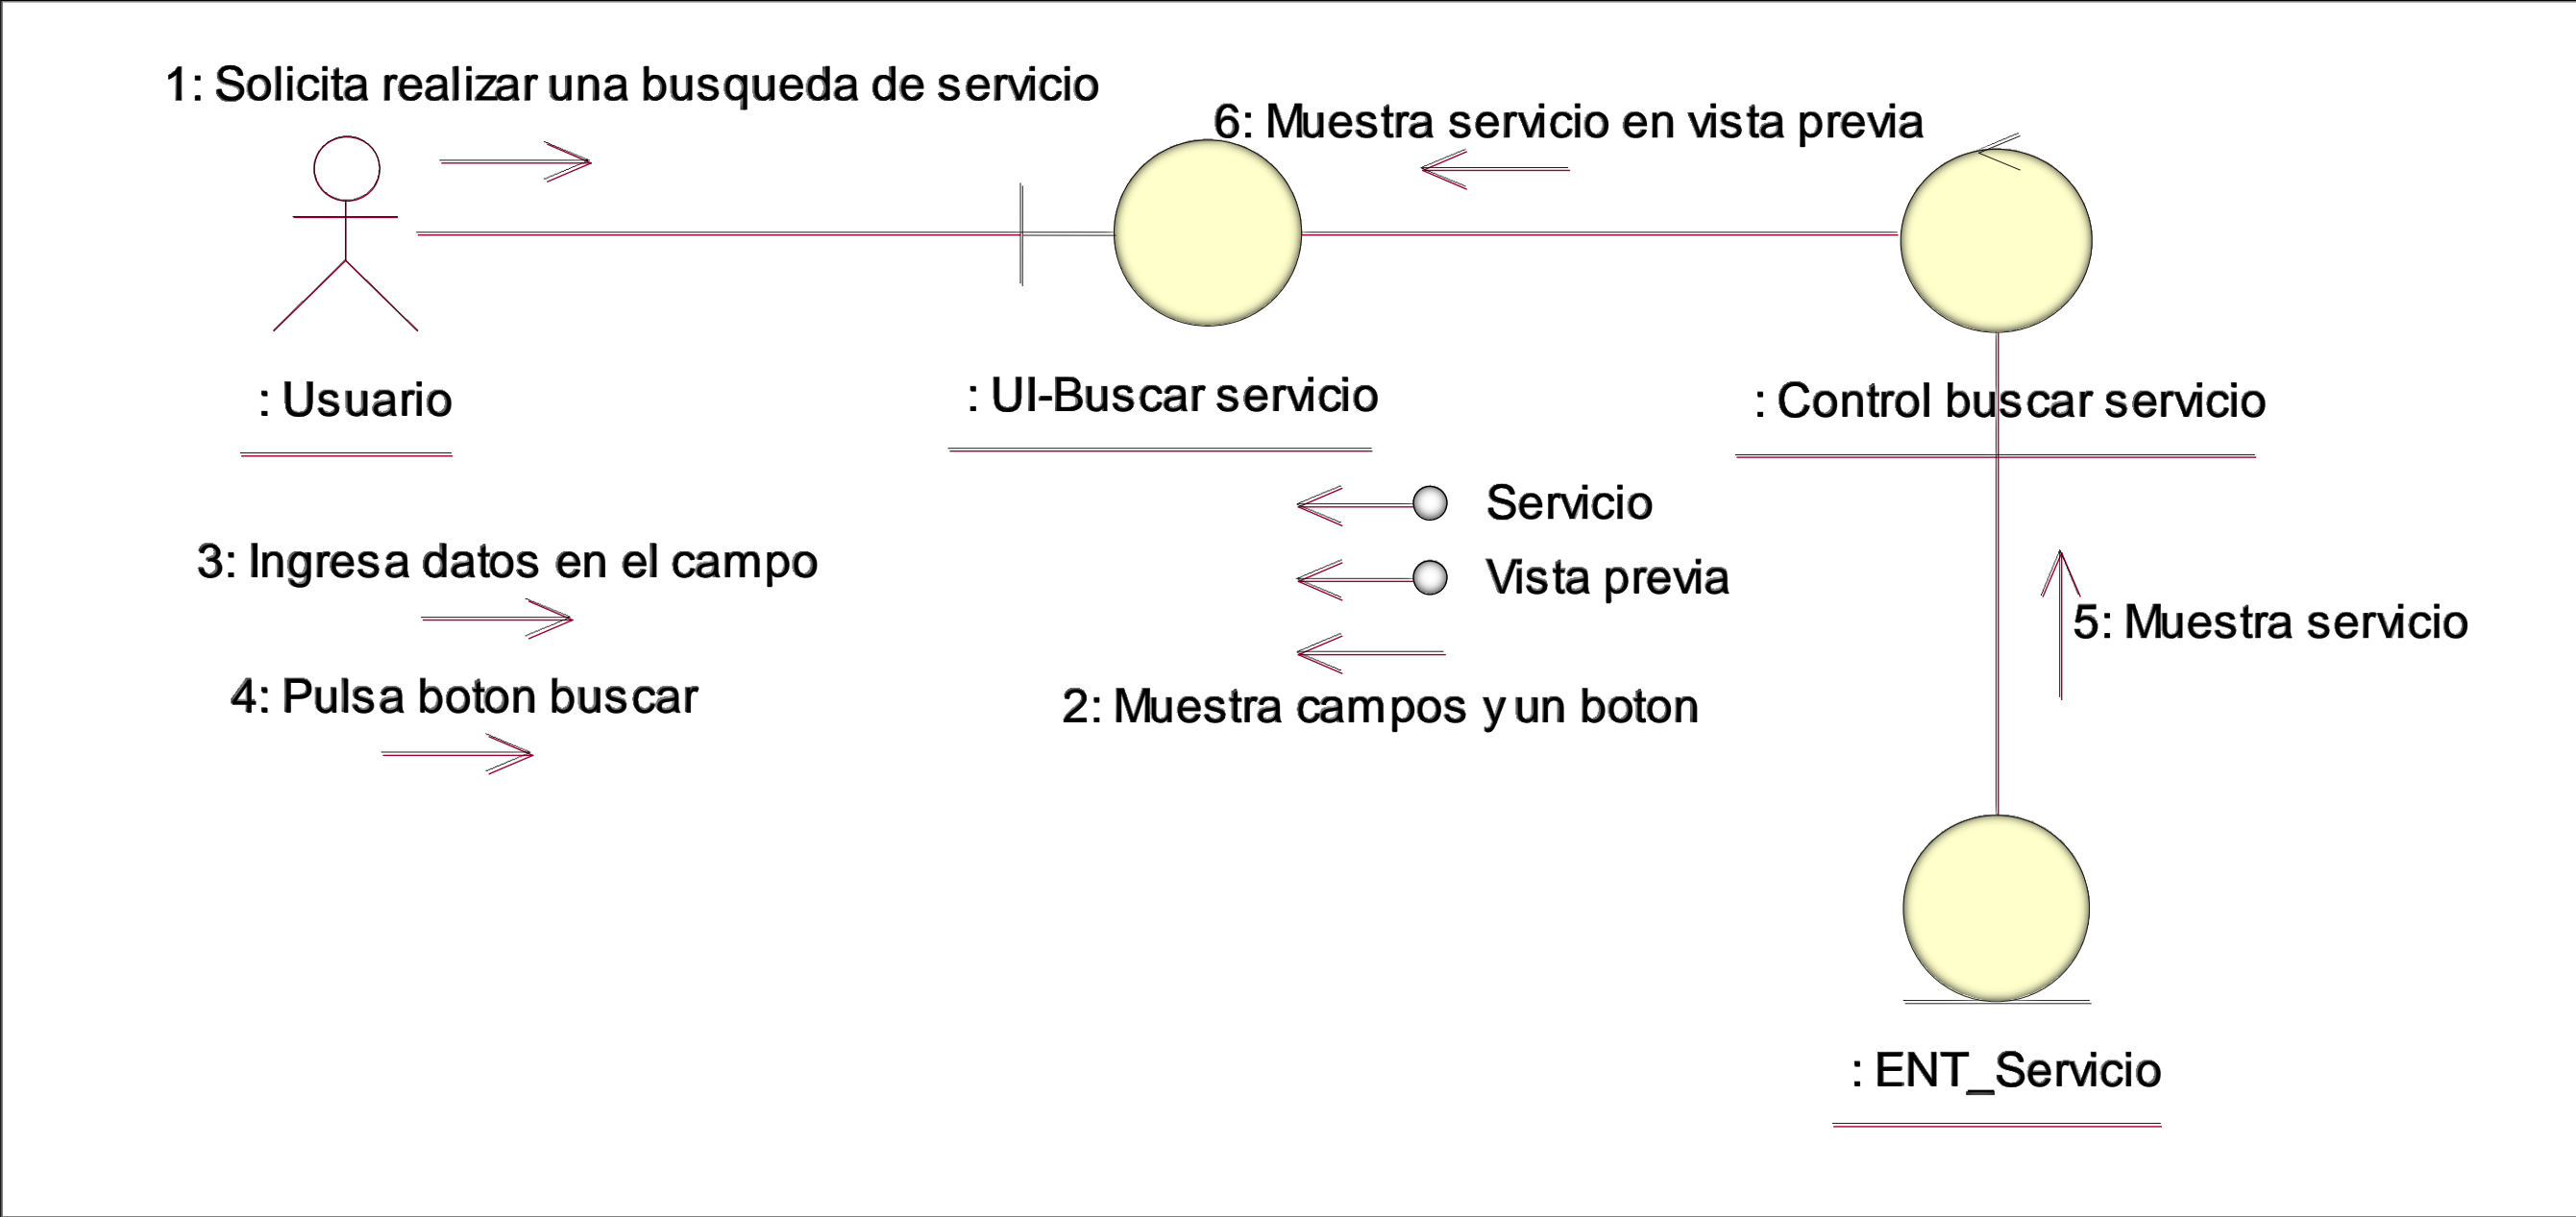 1: Solicita realizar una busqueda de servicio
6: Muestra servicio en vista previa
: Usuario
: UI-Buscar servicio
: Control buscar servicio
Servicio
3: Ingresa datos en el campo
Vista previa
5: Muestra servicio
4: Pulsa boton buscar
2: Muestra campos y un boton
: ENT_Servicio